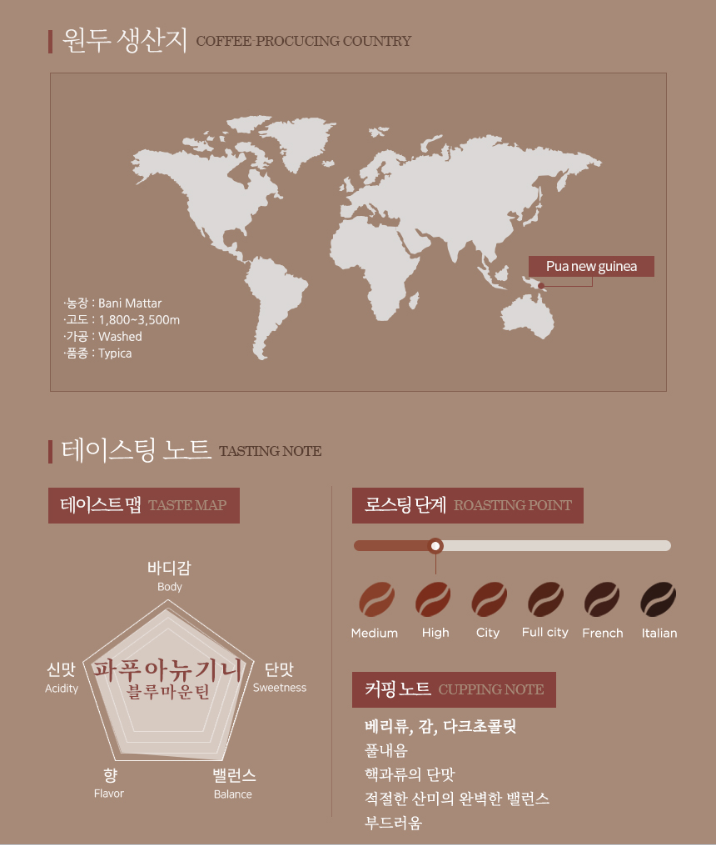 원두 생산지 COFFEE-PROCUCING COUNTRY
Pua new guinea
·농장 : Bani Mattar
·고도 : 1,800~3,500m
·가공 : Washed
·품종 : Typica
테이스팅 노트 TASTING NOTE
테이스트 맵 TASTE MAP
바디감
Body
신맛
Acidity
파푸아뉴기니
블루마운틴
단맛
Sweetness
향
Flavor
밸런스
Balance
로스팅 단계 ROASTING POINT
Medium High City Full city French Italian
커핑 노트 CUPPING NOTE
베리류, 감, 다크초콜릿
풀내음
핵과류의 단맛
적절한 산미의 완벽한 밸런스
부드러움